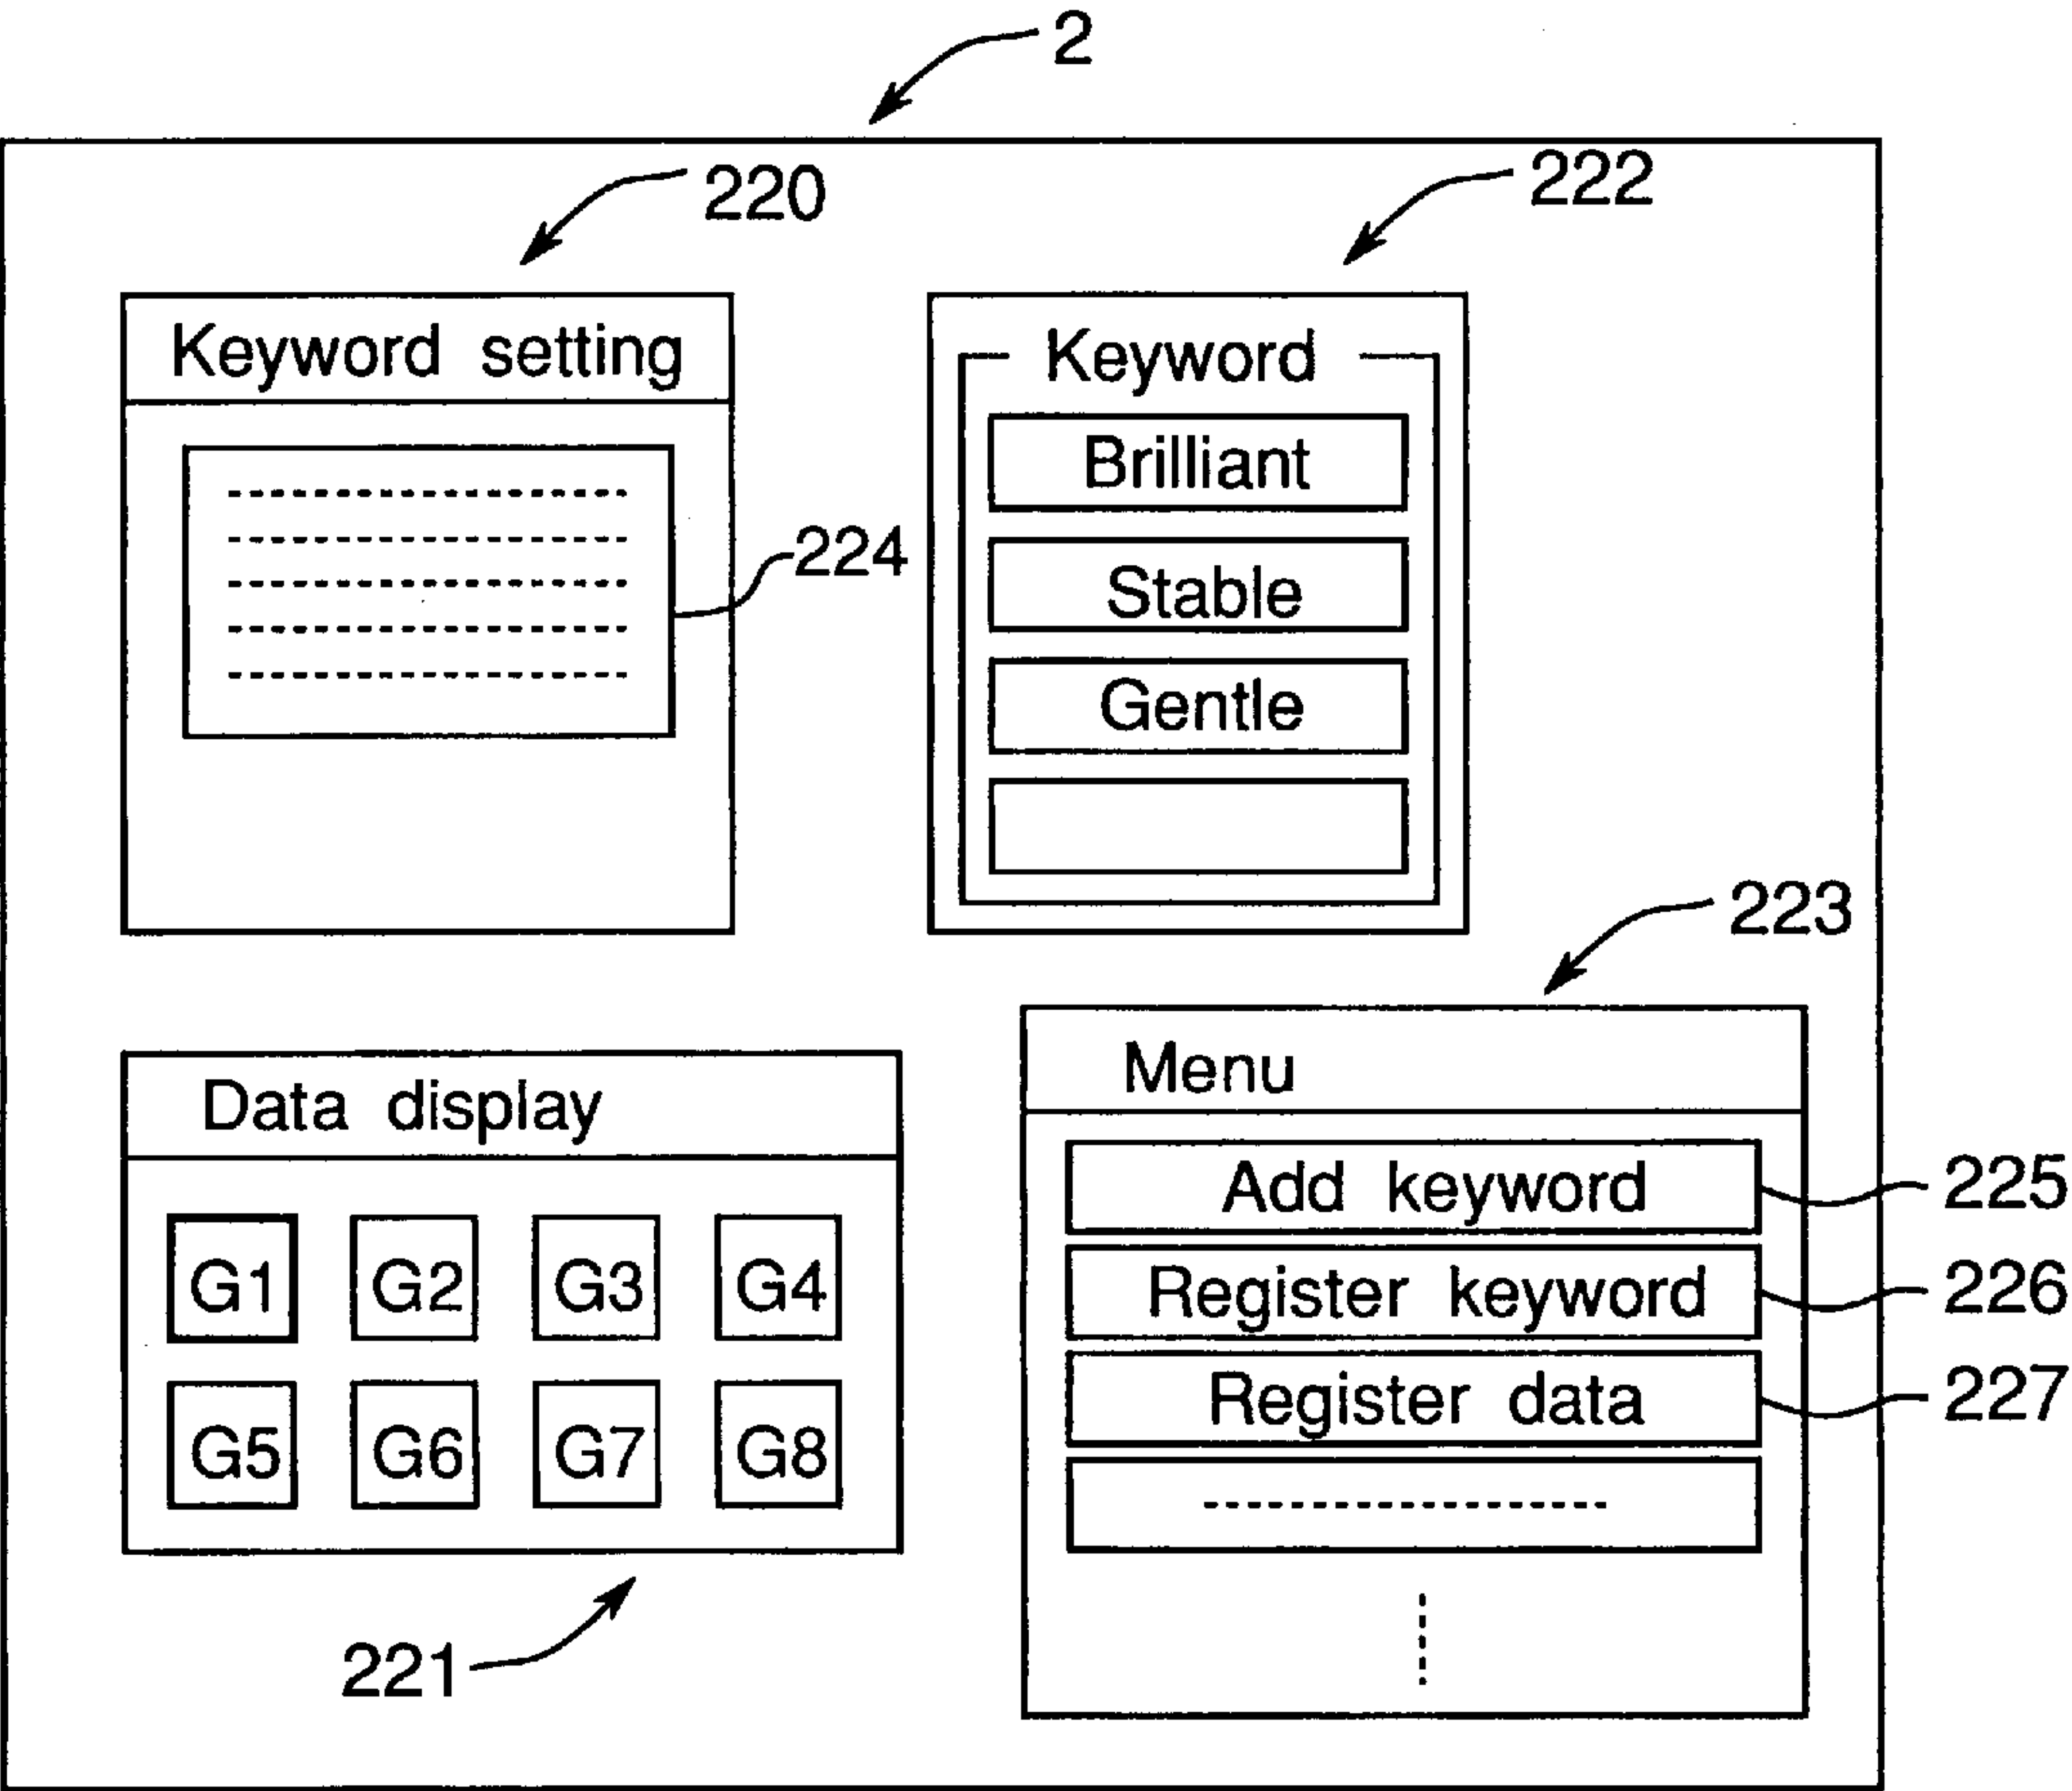 2
220
222
Keyword setting
224
Keyword
Brilliant
Stable
Gentle
223
Data display
G1 G2 G3 G4
G5 G6 G7 G8
221
Menu
Add keyword 225
Register keyword 226
Register data 227